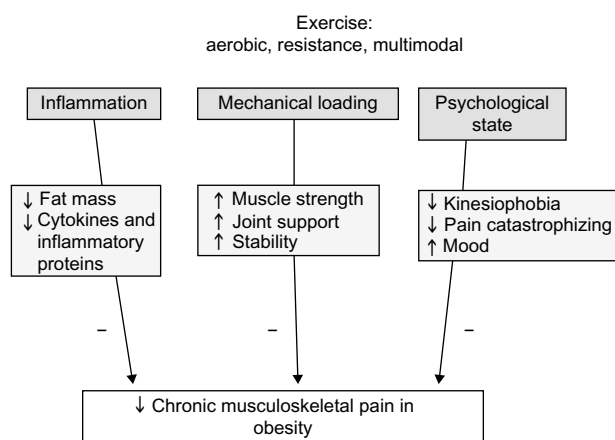 Exercise:
aerobic, resistance, multimodal
Inflammation
Mechanical loading
Psychological
state
↓ Fat mass
↓ Cytokines and
inflammatory
proteins
↑ Muscle strength
↑ Joint support
↑ Stability
↓ Kinesiophobia
↓ Pain catastrophizing
↑ Mood
–
–
–
↓ Chronic musculoskeletal pain in
obesity